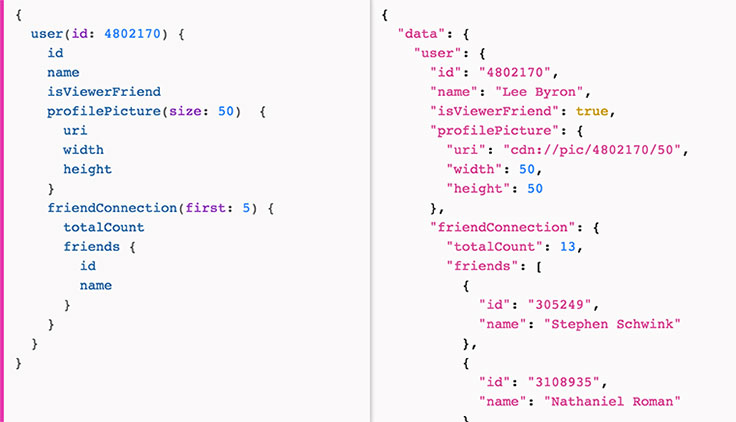 {
  user(id: 4802170) {
    id
    name
    isViewerFriend
    profilePicture(size: 50)  {
      uri
      width
      height
    }
    friendConnection(first: 5) {
      totalCount
      friends {
        id
        name
      }
    }
  }
}
{
  "data": {
    "user": {
      "id": "4802170",
      "name": "Lee Byron",
      "isViewerFriend": true,
      "profilePicture": {
        "uri": "cdn://pic/4802170/50",
        "width": 50,
        "height": 50
      },
      "friendConnection": {
        "totalCount": 13,
        "friends": [
          {
            "id": "305249",
            "name": "Stephen Schwink"
          },
          {
            "id": "3108935",
            "name": "Nathaniel Roman"
          }